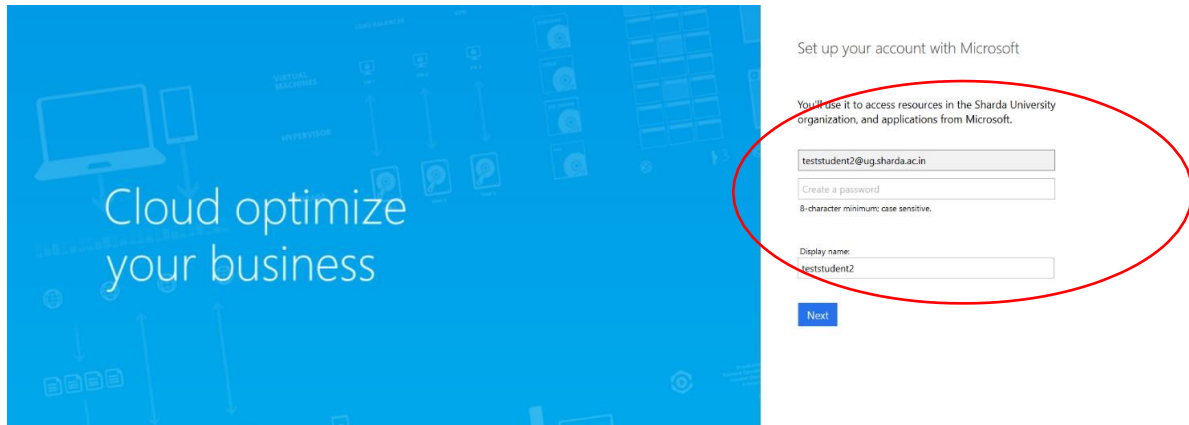 LOAD BALANCER
VIRTUAL
MACHINES
HYPERVISOR
Cloud optimize
your business
Set up your account with Microsoft
You'll use it to access resources in the Sharda University
organization, and applications from Microsoft.
teststudent2@ug.sharda.ac.in
Create a password
8-character minimum; case sensitive.
Display name:
teststudent2
Next